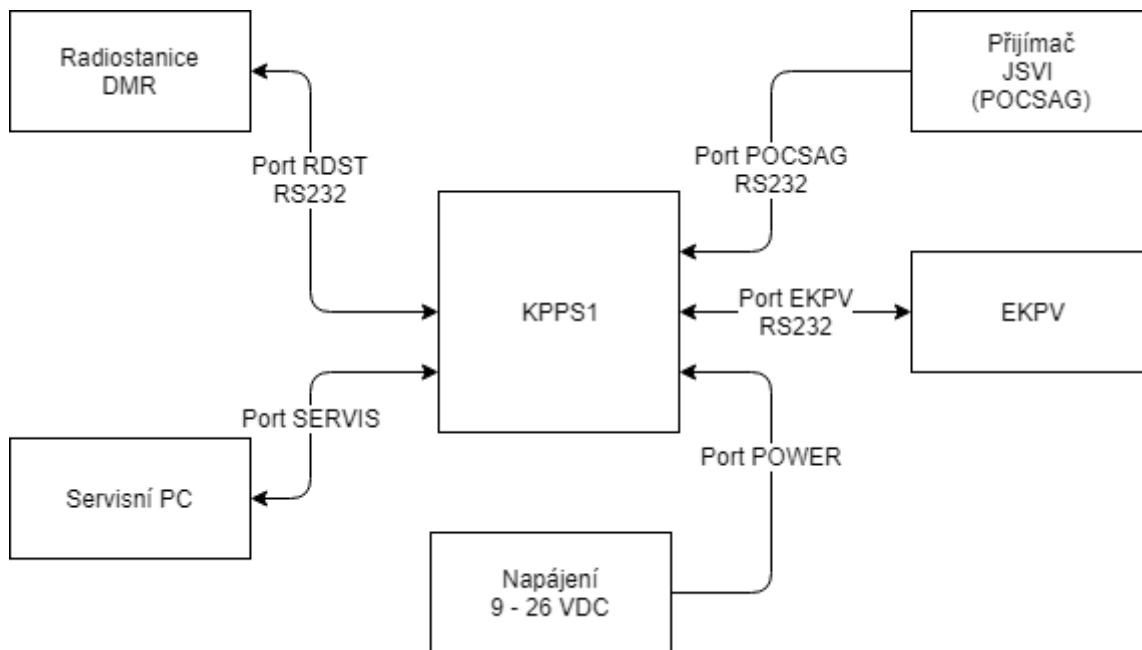 Radiostanice
DMR
Přijímač
JSVI
(POCSAG)
Port RDST
RS232
Port POCSAG
RS232
KPPS1
Port EKPV
RS232
EKPV
Port SERVIS
Port POWER
Servisní PC
Napájení
9 - 26 VDC